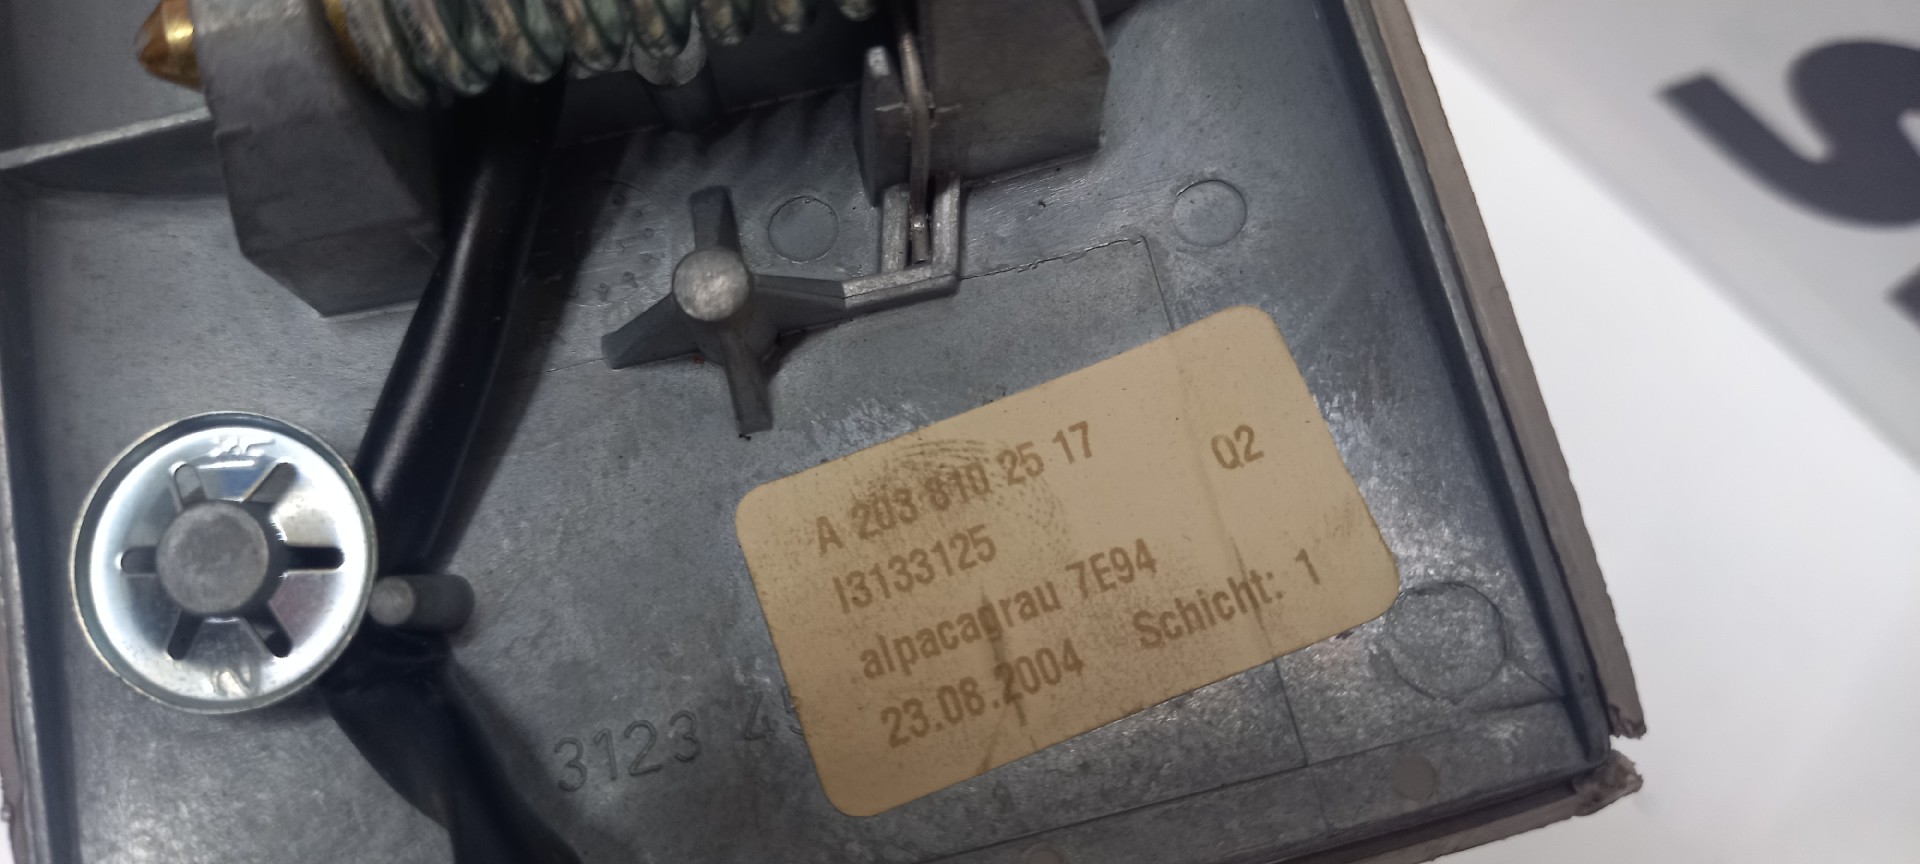 A 203 810 25 17 Q2
I3133125
alpacagrau 7E94
23.08.2004 Schicht: 1
3123